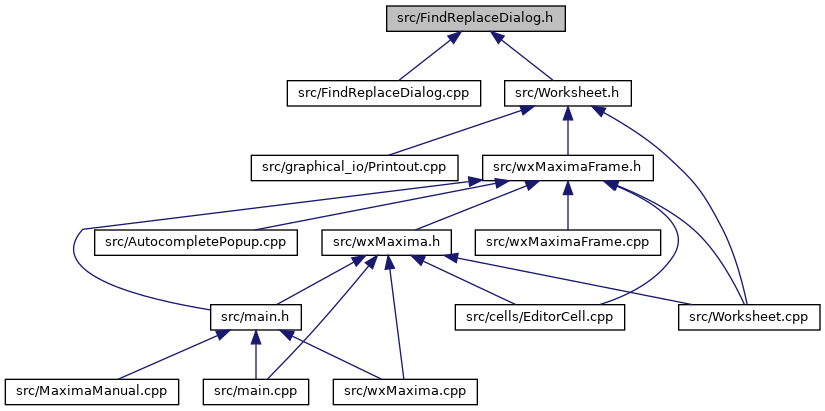 src/FindReplaceDialog.h
src/FindReplaceDialog.cpp
src/Worksheet.h
src/graphical_io/Printout.cpp
src/wxMaximaFrame.h
src/AutocompletePopup.cpp
src/wxMaxima.h
src/wxMaximaFrame.cpp
src/main.h
src/cells/EditorCell.cpp
src/Worksheet.cpp
src/MaximaManual.cpp
src/main.cpp
src/wxMaxima.cpp